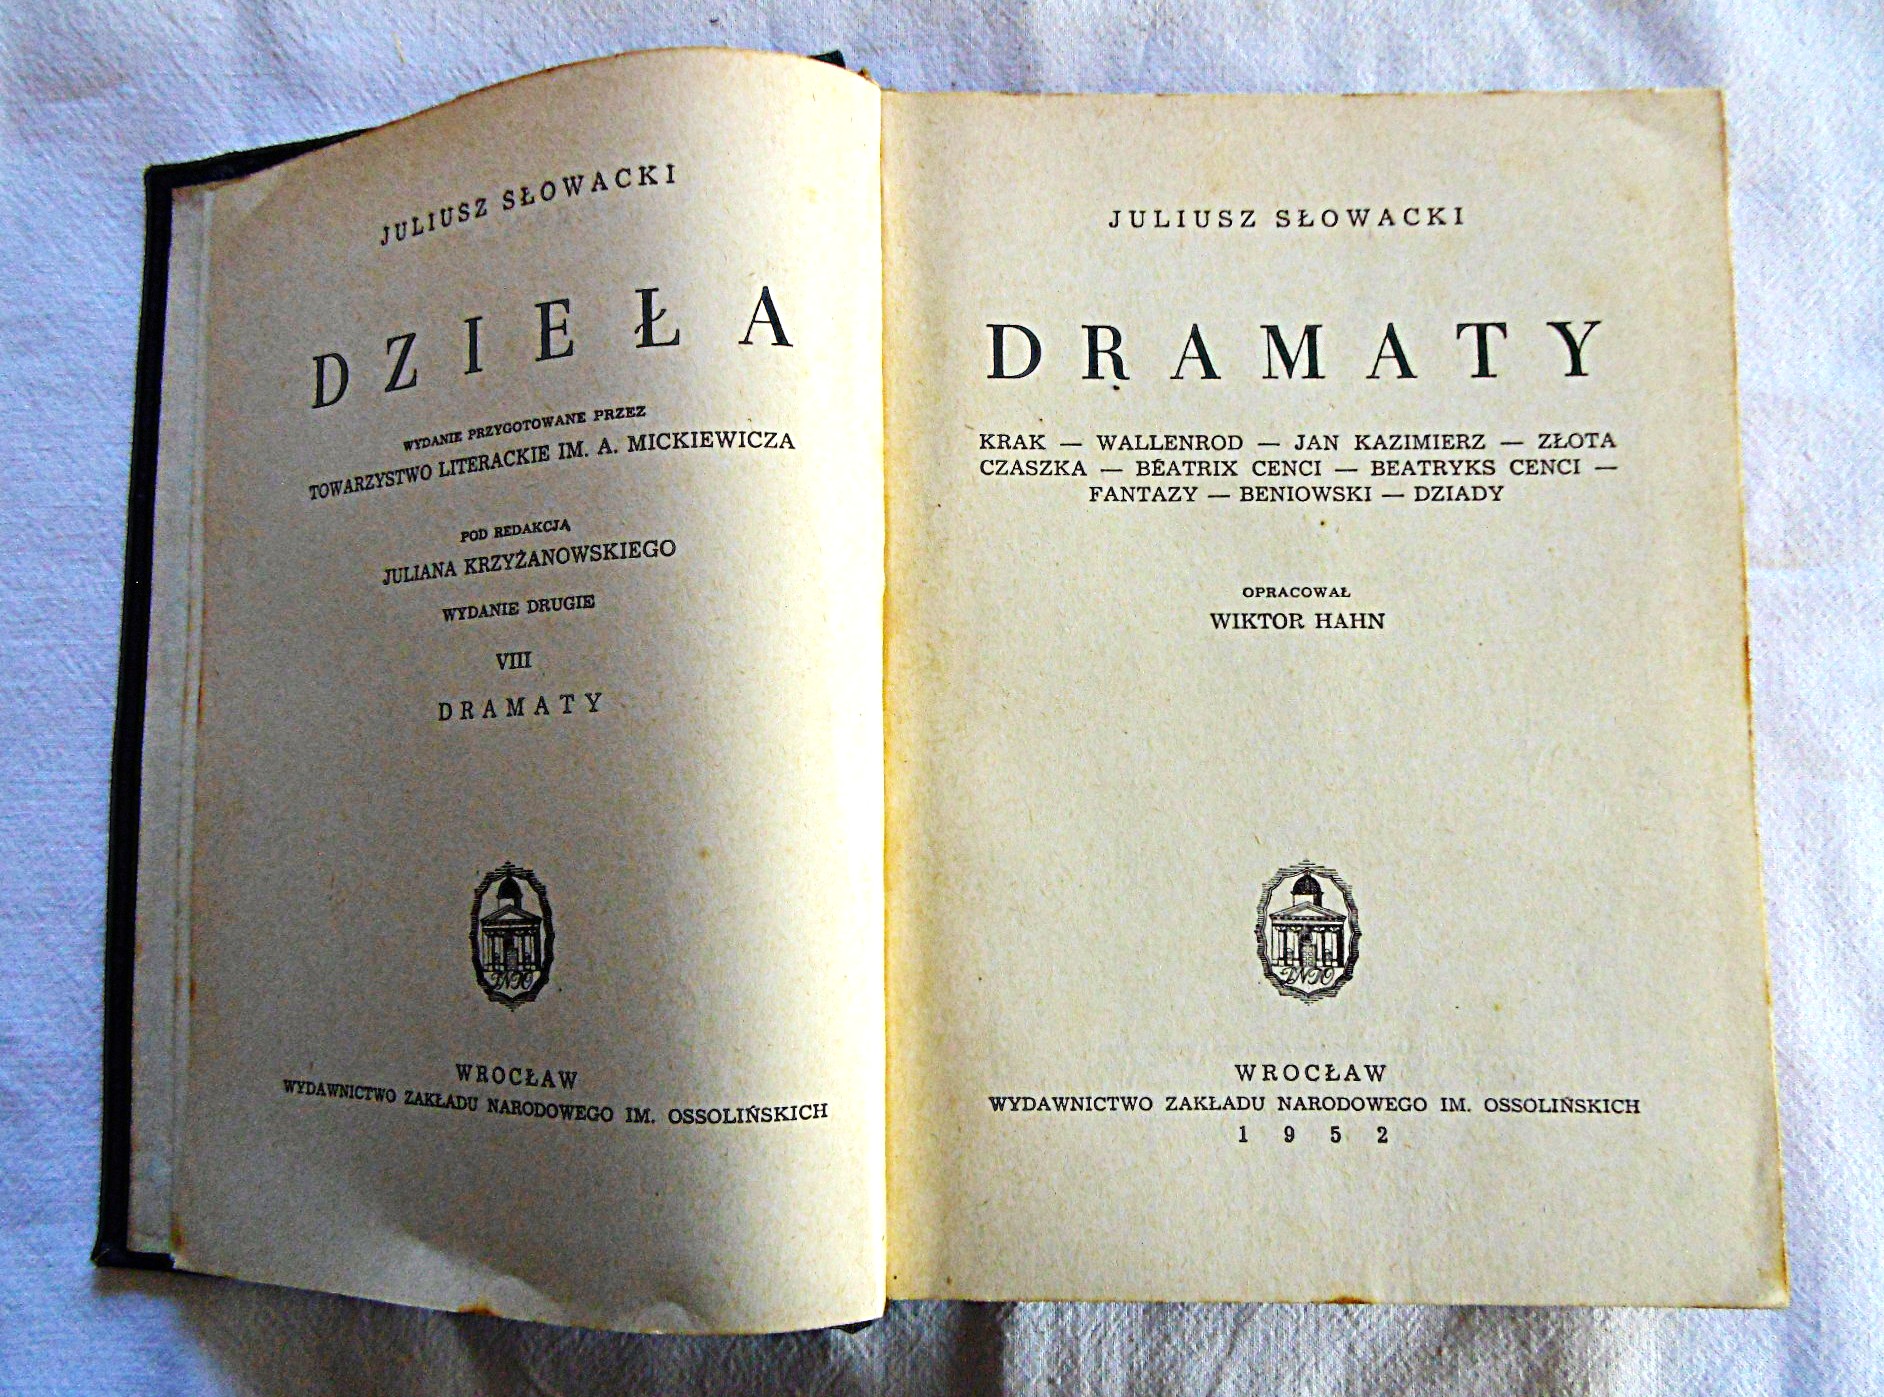 JULIUSZ SŁOWACKI
DZIEŁA
WYDANIE PRZYGOTOWANE PRZEZ
TOWARZYSTWO LITERACKIE IM. A. MICKIEWICZA
POD REDAKCJĄ
JULIANA KRZYŻANOWSKIEGO
WYDANIE DRUGIE
VIII
DRAMATY
ZNIO
WROCŁAW
WYDAWNICTWO ZAKŁADU NARODOWEGO IM. OSSOLIŃSKICH
JULIUSZ SŁOWACKI
DRAMATY
KRAK — WALLENROD — JAN KAZIMIERZ — ZŁOTA
CZASZKA — BÉATRIX CENCI — BEATRYKS CENCI —
FANTAZY — BENIOWSKI — DZIADY
OPRACOWAŁ
WIKTOR HAHN
ZNIO
WROCŁAW
WYDAWNICTWO ZAKŁADU NARODOWEGO IM. OSSOLIŃSKICH
1952